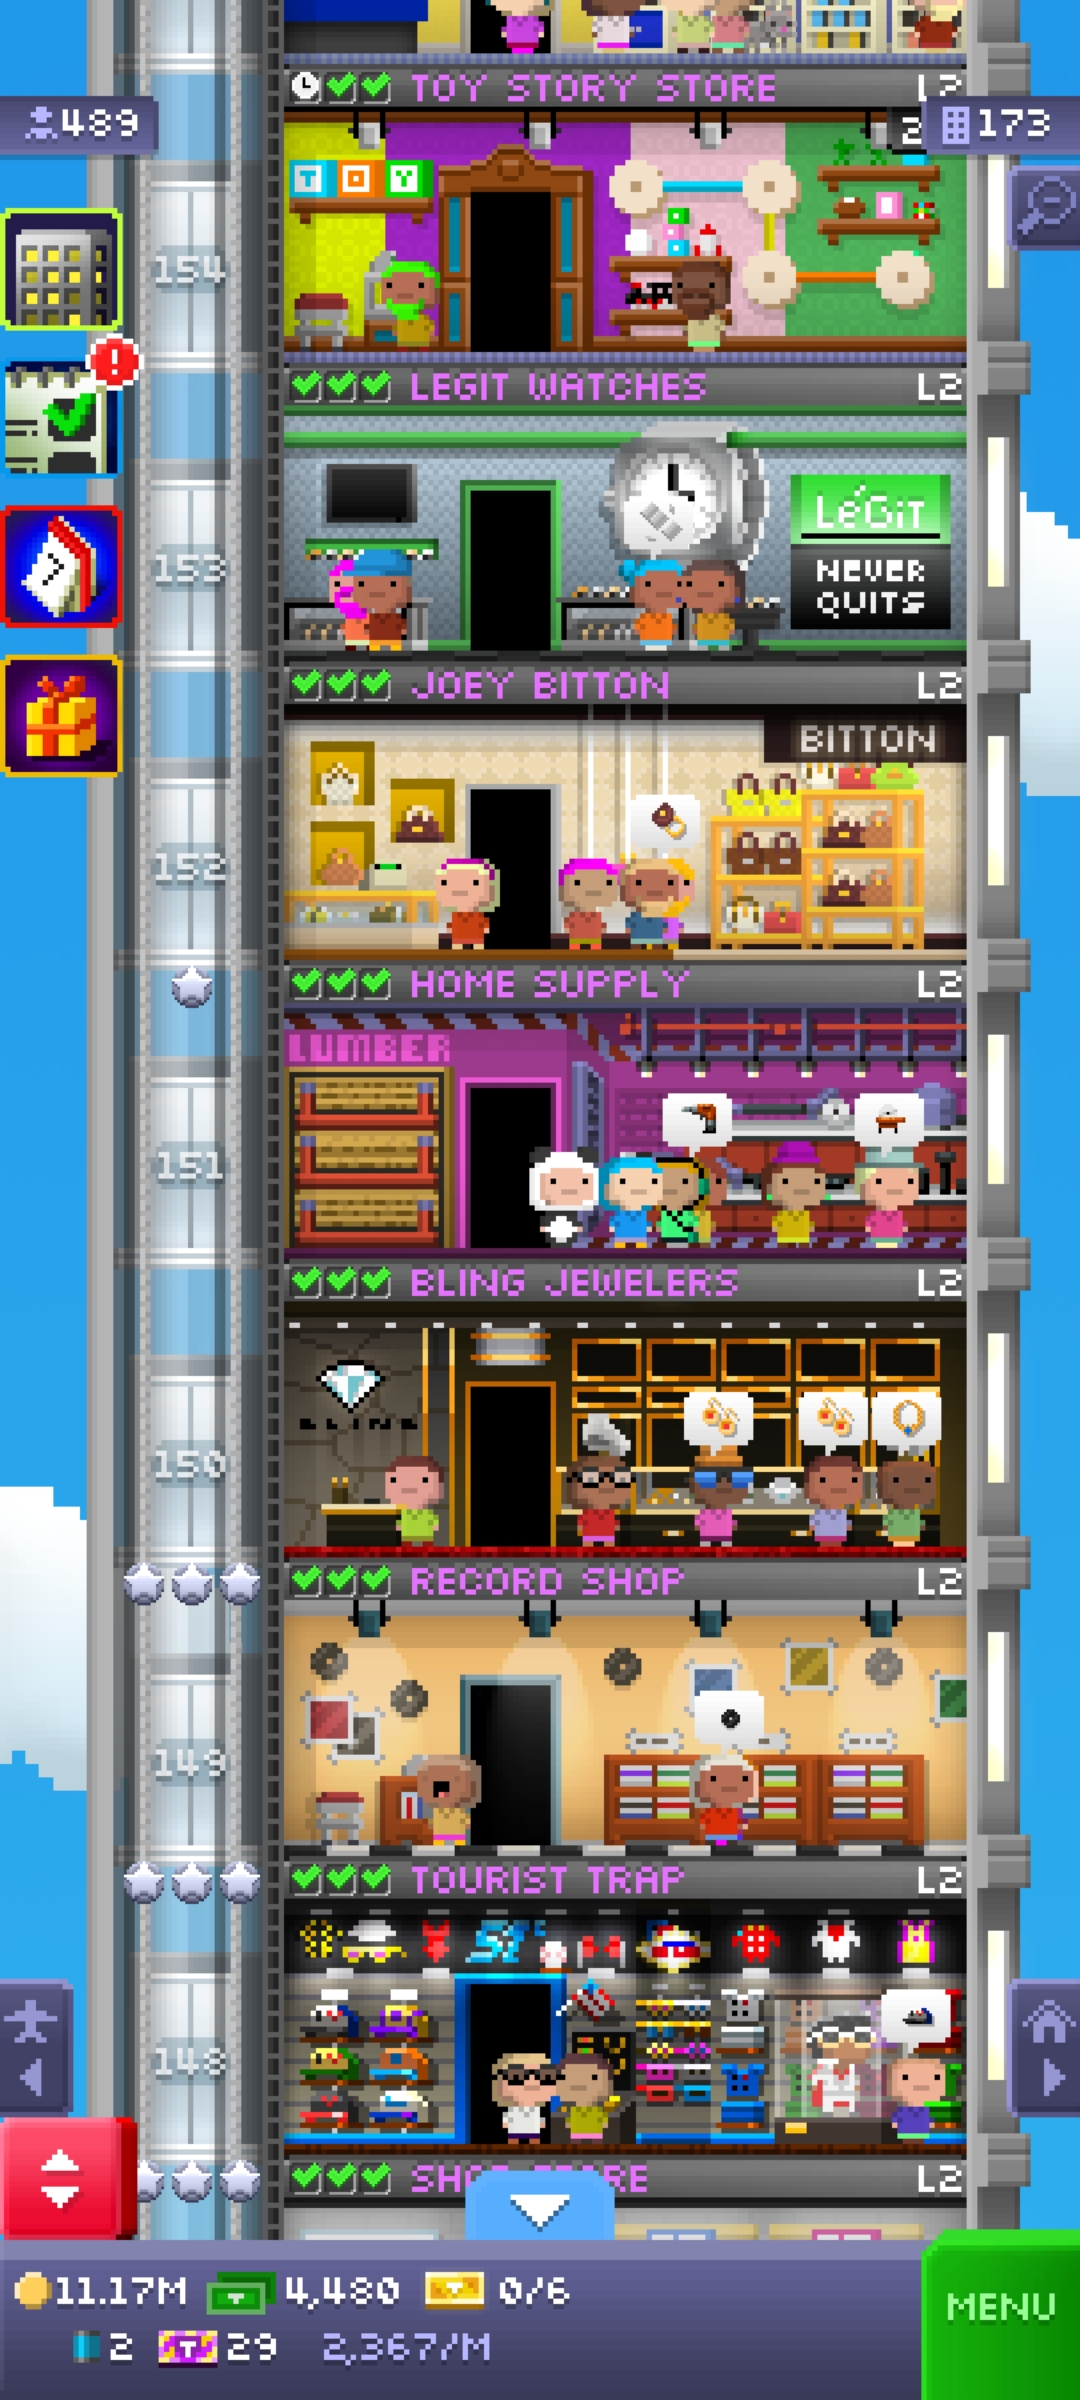 TOY STORY STORE
489
173
T O Y
154
LEGIT WATCHES L2
LéGiT
NEVER
QUITS
153
JOEY BITTON L2
BITTON
152
HOME SUPPLY L2
LUMBER
151
BLING JEWELERS L2
BLING
150
RECORD SHOP L2
149
TOURIST TRAP L2
148
L2
11.17M 4,480 0/6
2 29 2,367/M
MENU